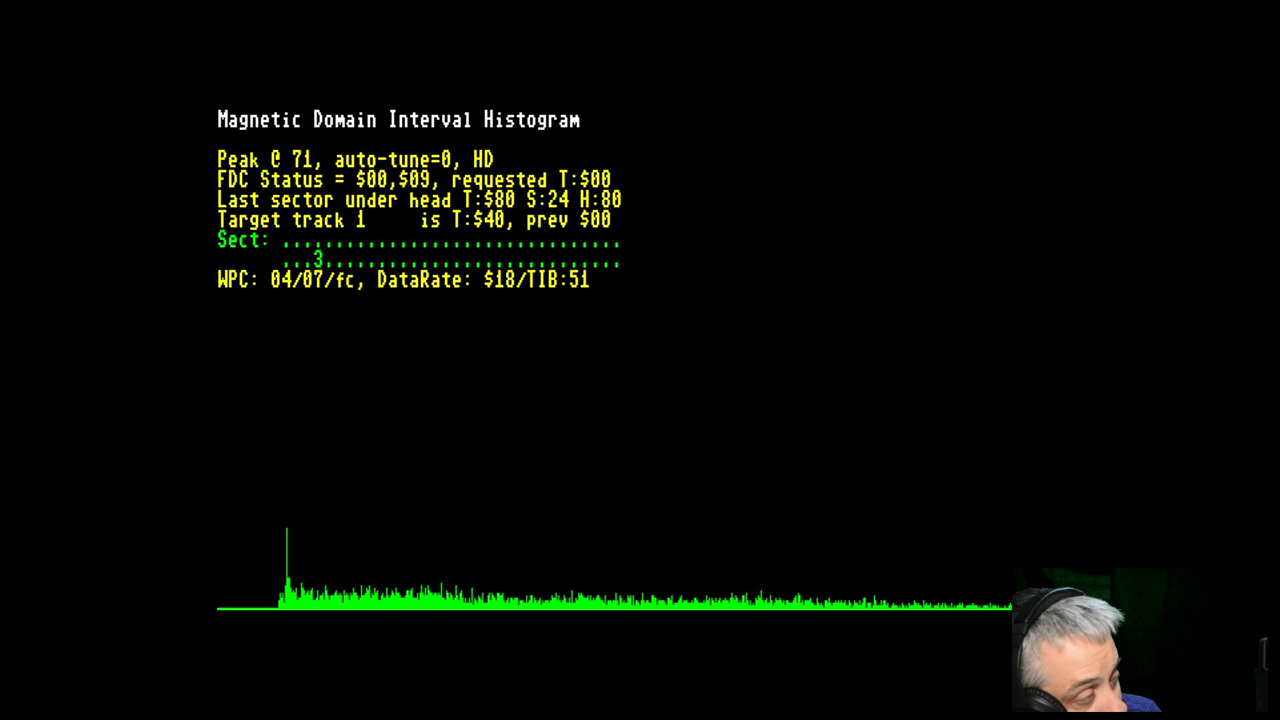 Magnetic Domain Interval Histogram
Peak @ 71, auto-tune=0, HD
FDC Status = $00,$09, requested T:$00
Last sector under head T:$80 S:24 H:80
Target track 1     is T:$40, prev $00
Sect: ................................
...3............................
WPC: 04/07/fc, DataRate: $18/TIB:51